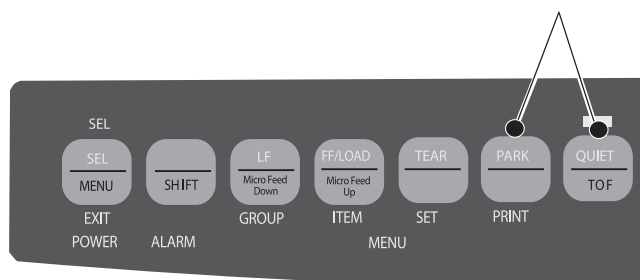 SEL
SEL
MENU
SHIFT
LF
Micro Feed
Down
FF/LOAD
Micro Feed
Up
TEAR
PARK
QUIET
TOF
EXIT
GROUP
ITEM
SET
PRINT
POWER
ALARM
MENU